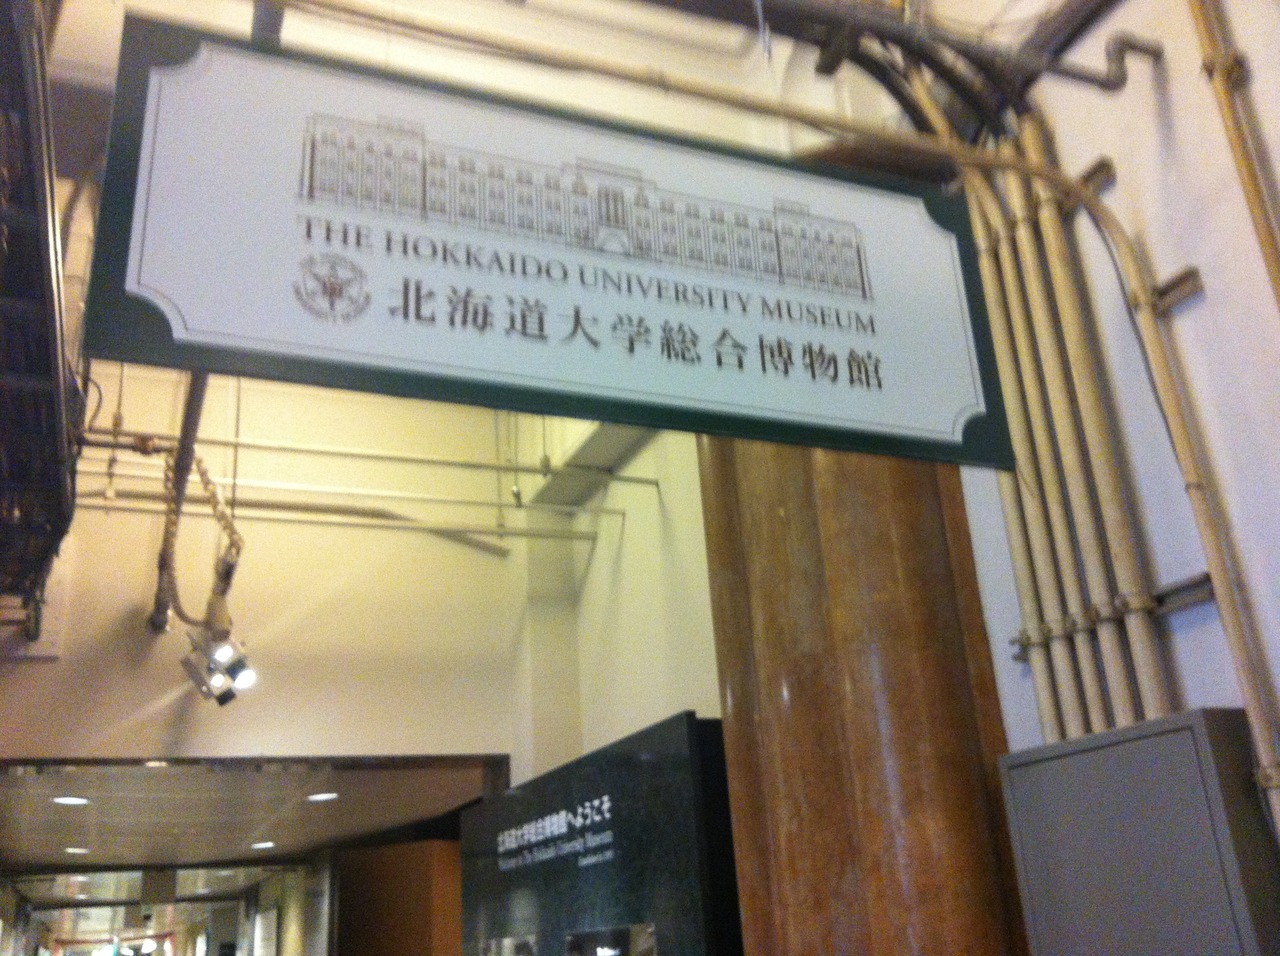 THE HOKKAIDO UNIVERSITY MUSEUM
北海道大学総合博物館
北海道大学総合博物館へようこそ
Welcome to The Hokkaido University Museum